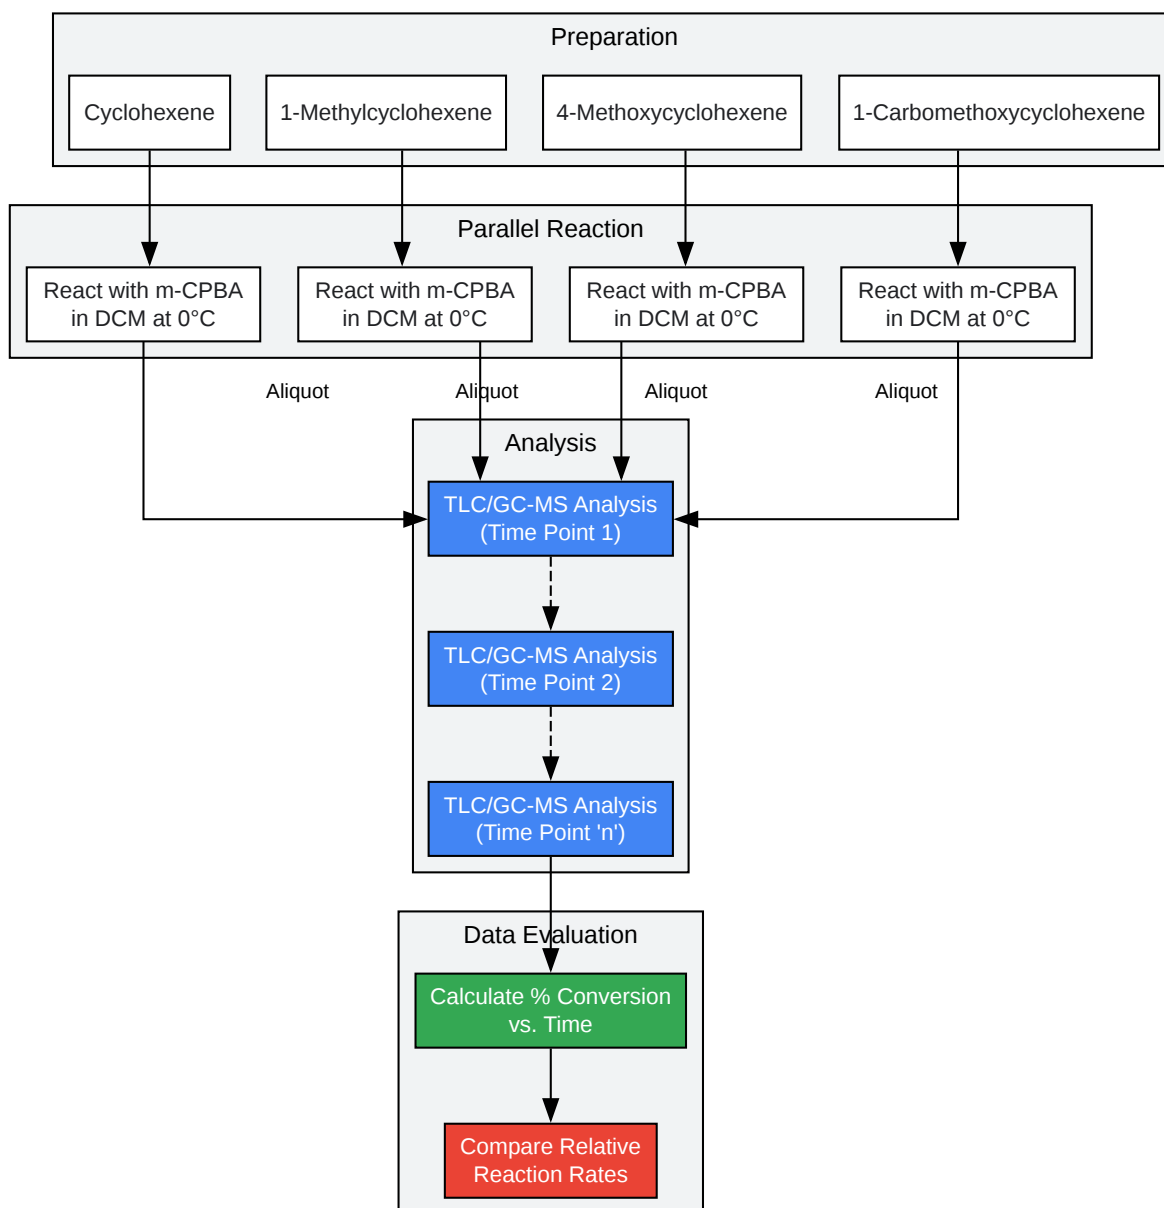 Preparation
Cyclohexene
1-Methylcyclohexene
4-Methoxycyclohexene
1-Carbomethoxycyclohexene
Parallel Reaction
React with m-CPBA
in DCM at 0°C
React with m-CPBA
in DCM at 0°C
React with m-CPBA
in DCM at 0°C
React with m-CPBA
in DCM at 0°C
Aliquot
Aliquot
Aliquot
Aliquot
Analysis
TLC/GC-MS Analysis
(Time Point 1)
TLC/GC-MS Analysis
(Time Point 2)
TLC/GC-MS Analysis
(Time Point 'n')
Data Evaluation
Calculate % Conversion
vs. Time
Compare Relative
Reaction Rates